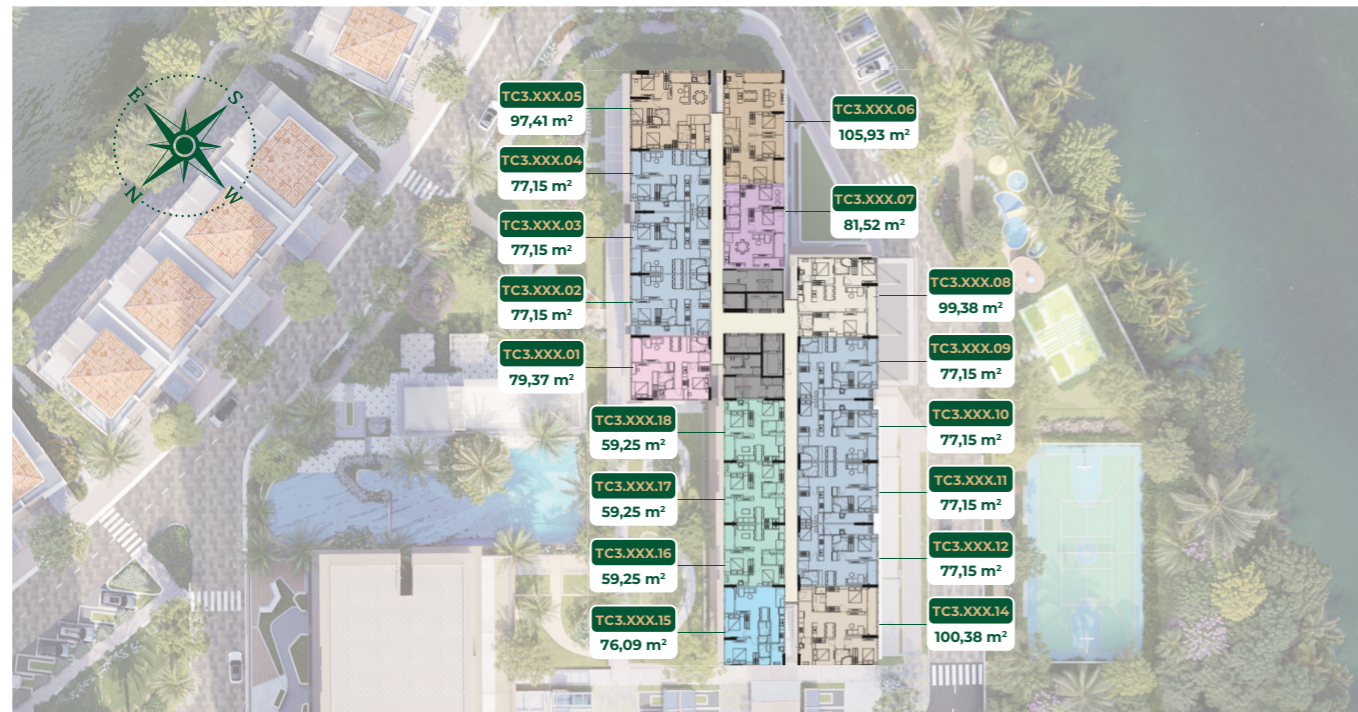 E
S
N
W
TC3.XXX.05
97,41 m²
TC3.XXX.04
77,15 m²
TC3.XXX.03
77,15 m²
TC3.XXX.02
77,15 m²
TC3.XXX.01
79,37 m²
TC3.XXX.18
59,25 m²
TC3.XXX.17
59,25 m²
TC3.XXX.16
59,25 m²
TC3.XXX.15
76,09 m²
TC3.XXX.06
105,93 m²
TC3.XXX.07
81,52 m²
TC3.XXX.08
99,38 m²
TC3.XXX.09
77,15 m²
TC3.XXX.10
77,15 m²
TC3.XXX.11
77,15 m²
TC3.XXX.12
77,15 m²
TC3.XXX.14
100,38 m²